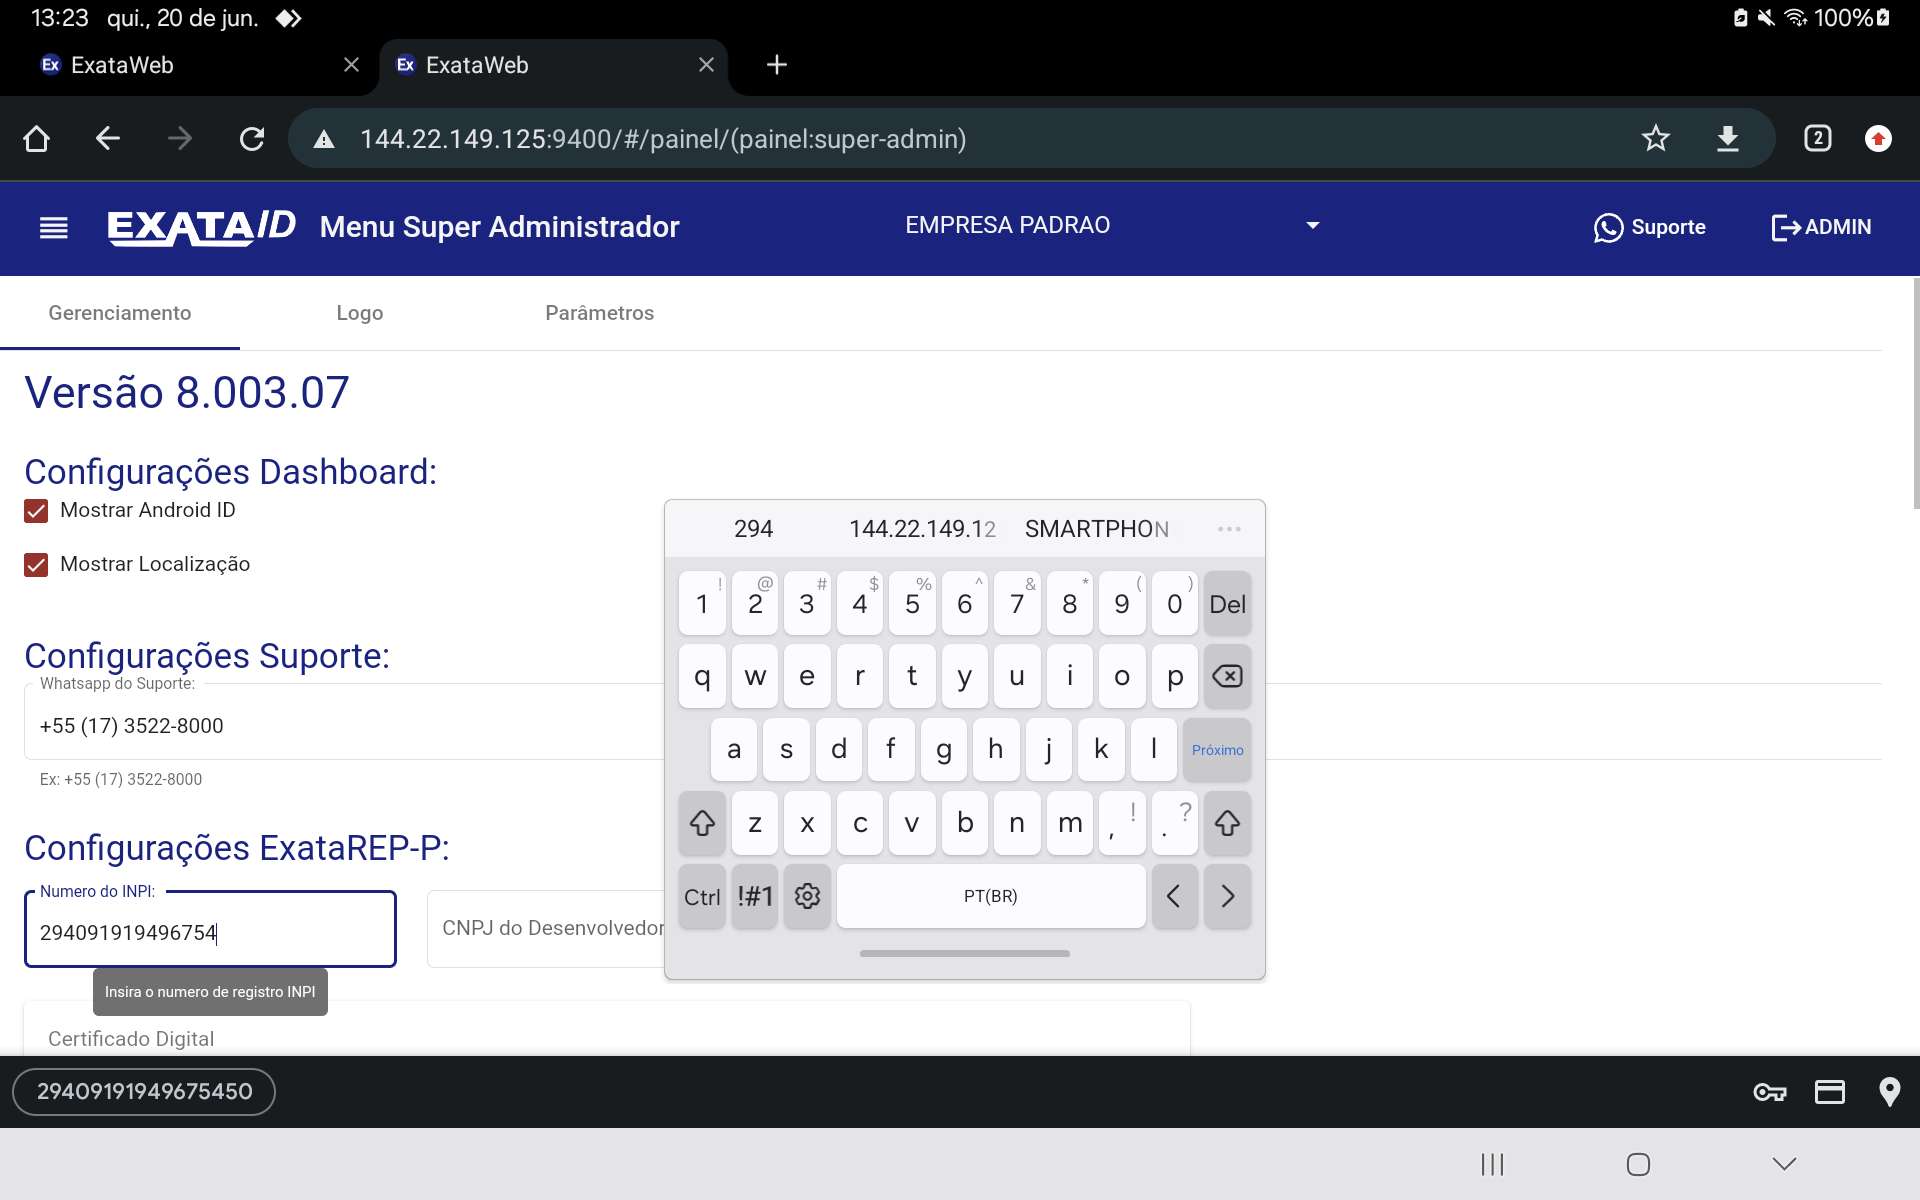 13:23 qui., 20 de jun. 100%
Ex ExataWeb Ex ExataWeb
144.22.149.125:9400/#/painel/(painel:super-admin) 2
EXATA/D Menu Super Administrador EMPRESA PADRAO Suporte ADMIN
Gerenciamento Logo Parâmetros
Versão 8.003.07
Configurações Dashboard:
Mostrar Android ID
Mostrar Localização
Configurações Suporte:
Whatsapp do Suporte:
+55 (17) 3522-8000
Ex: +55 (17) 3522-8000
Configurações ExataREP-P:
Numero do INPI:
294091919496754
CNPJ do Desenvolvedor
Insira o numero de registro INPI
Certificado Digital
294 144.22.149.12 SMARTPHON ...
! @ # $ % ^ & * ( )
1 2 3 4 5 6 7 8 9 0 Del
q w e r t y u i o p
a s d f g h j k l Próximo
z x c v b n m , ! . ?
Ctrl !#1 PT(BR) < >
29409191949675450